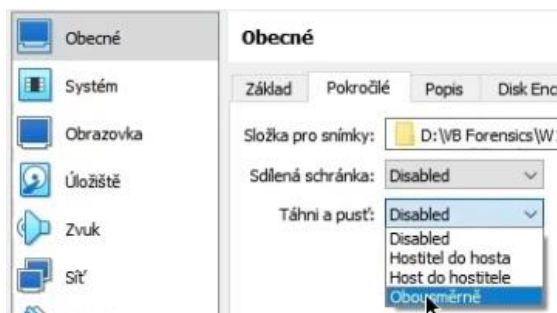 Obecné
Systém
Obrazovka
Úložiště
Zvuk
Síť
Obecné
Základ Pokročilé Popis Disk Enc
Složka pro snímky: D:\VB Forensics\W
Sdílená schránka: Disabled
Táhni a pusť: Disabled
Disabled
Hostitel do hosta
Host do hostitele
Obousměrně